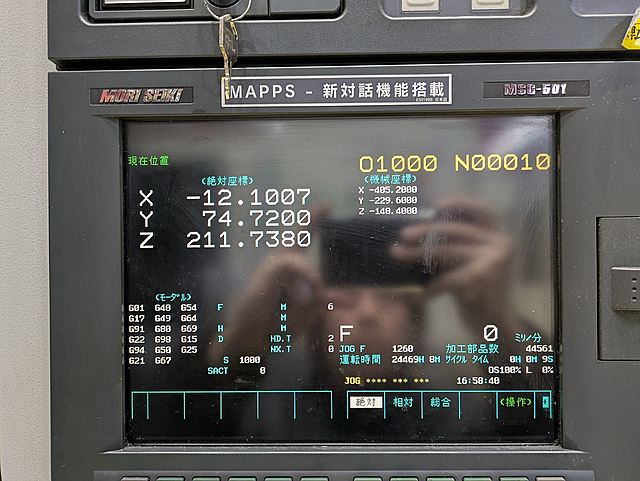 MORI SEIKI
MAPPS - 新対話機能搭載
MSC-501
現在位置
O1000 N00010
(絶対座標)
(機械座標)
X -12.1007
Y 74.7200
Z 211.7380
X -405.2000
Y -229.6000
Z -148.4000
(モーダル)
G01 G40 G54 F M 6
G17 G49 G64 M
G91 G80 G69 H M
G22 G98 G15 D HD.T 2
G94 G50 G25 NX.T 0
G21 G67
S 1000
SACT 0
F 0 ミリ/分
JOG F 1260 加工部品数 44561
運転時間 24469H 8M サイクル タイム 0H 0M 9S
OS100% L 0%
JOG **** *** *** 16:50:40
絶対 相対 総合 (操作)